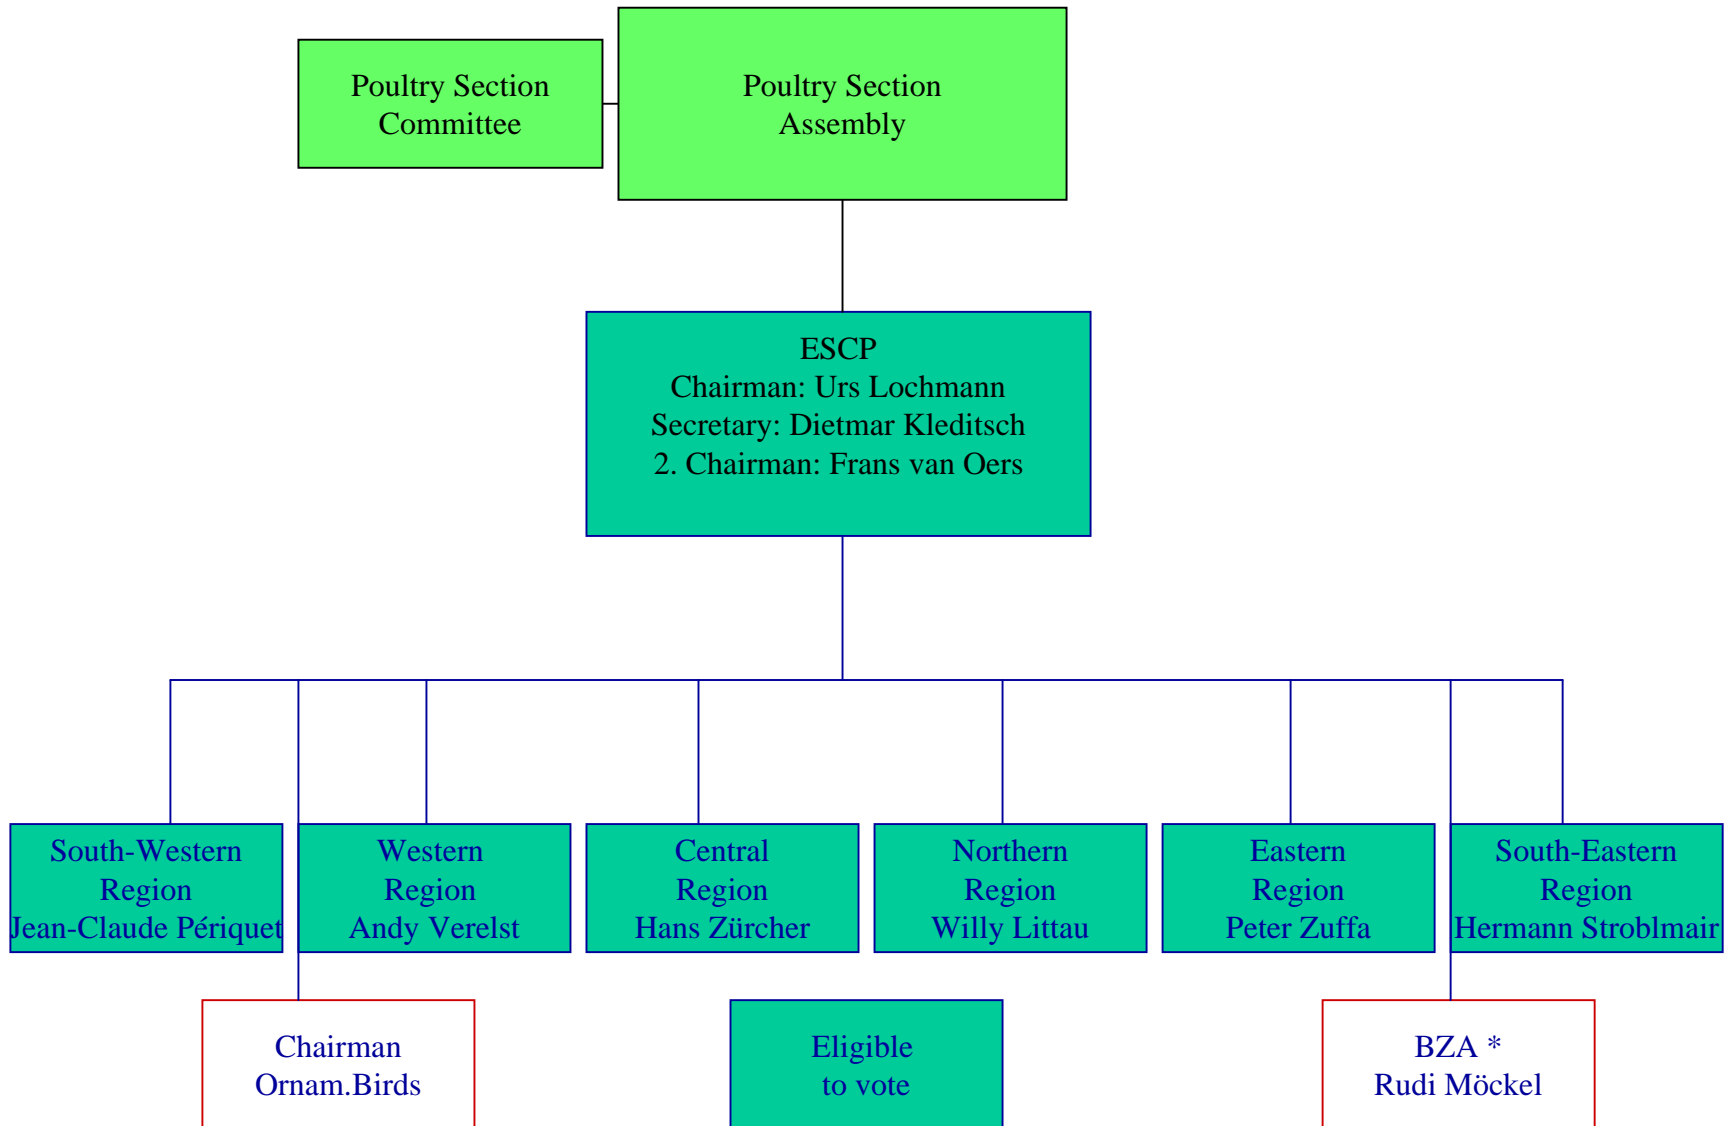 Poultry Section
Committee
Poultry Section
Assembly
ESCP
Chairman: Urs Lochmann
Secretary: Dietmar Kleditsch
2. Chairman: Frans van Oers
South-Western
Region
Jean-Claude Périquet
Western
Region
Andy Verelst
Central
Region
Hans Zürcher
Northern
Region
Willy Littau
Eastern
Region
Peter Zuffa
South-Eastern
Region
Hermann Stroblmair
Chairman
Ornam.Birds
Eligible
to vote
BZA *
Rudi Möckel